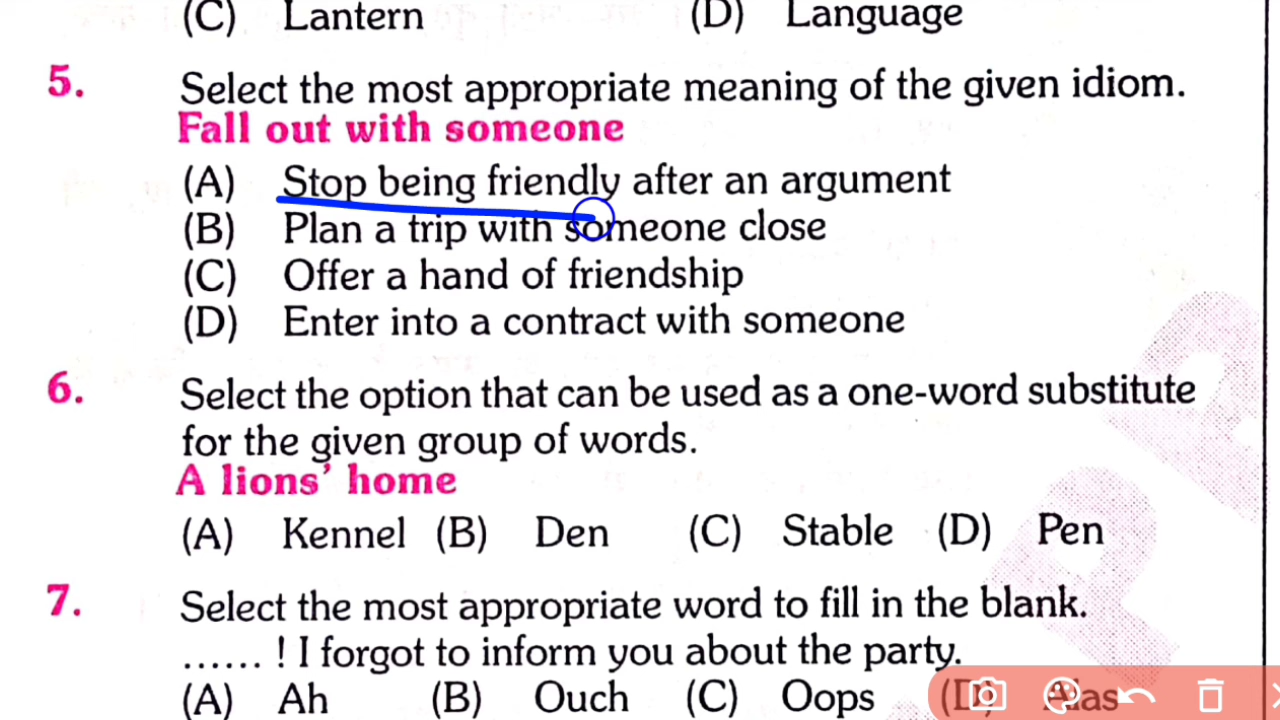 (C) Lantern (D) Language
5. Select the most appropriate meaning of the given idiom.
Fall out with someone
(A) Stop being friendly after an argument
(B) Plan a trip with someone close
(C) Offer a hand of friendship
(D) Enter into a contract with someone
6. Select the option that can be used as a one-word substitute
for the given group of words.
A lions' home
(A) Kennel (B) Den (C) Stable (D) Pen
7. Select the most appropriate word to fill in the blank.
...... ! I forgot to inform you about the party.
(A) Ah (B) Ouch (C) Oops (D) Alas